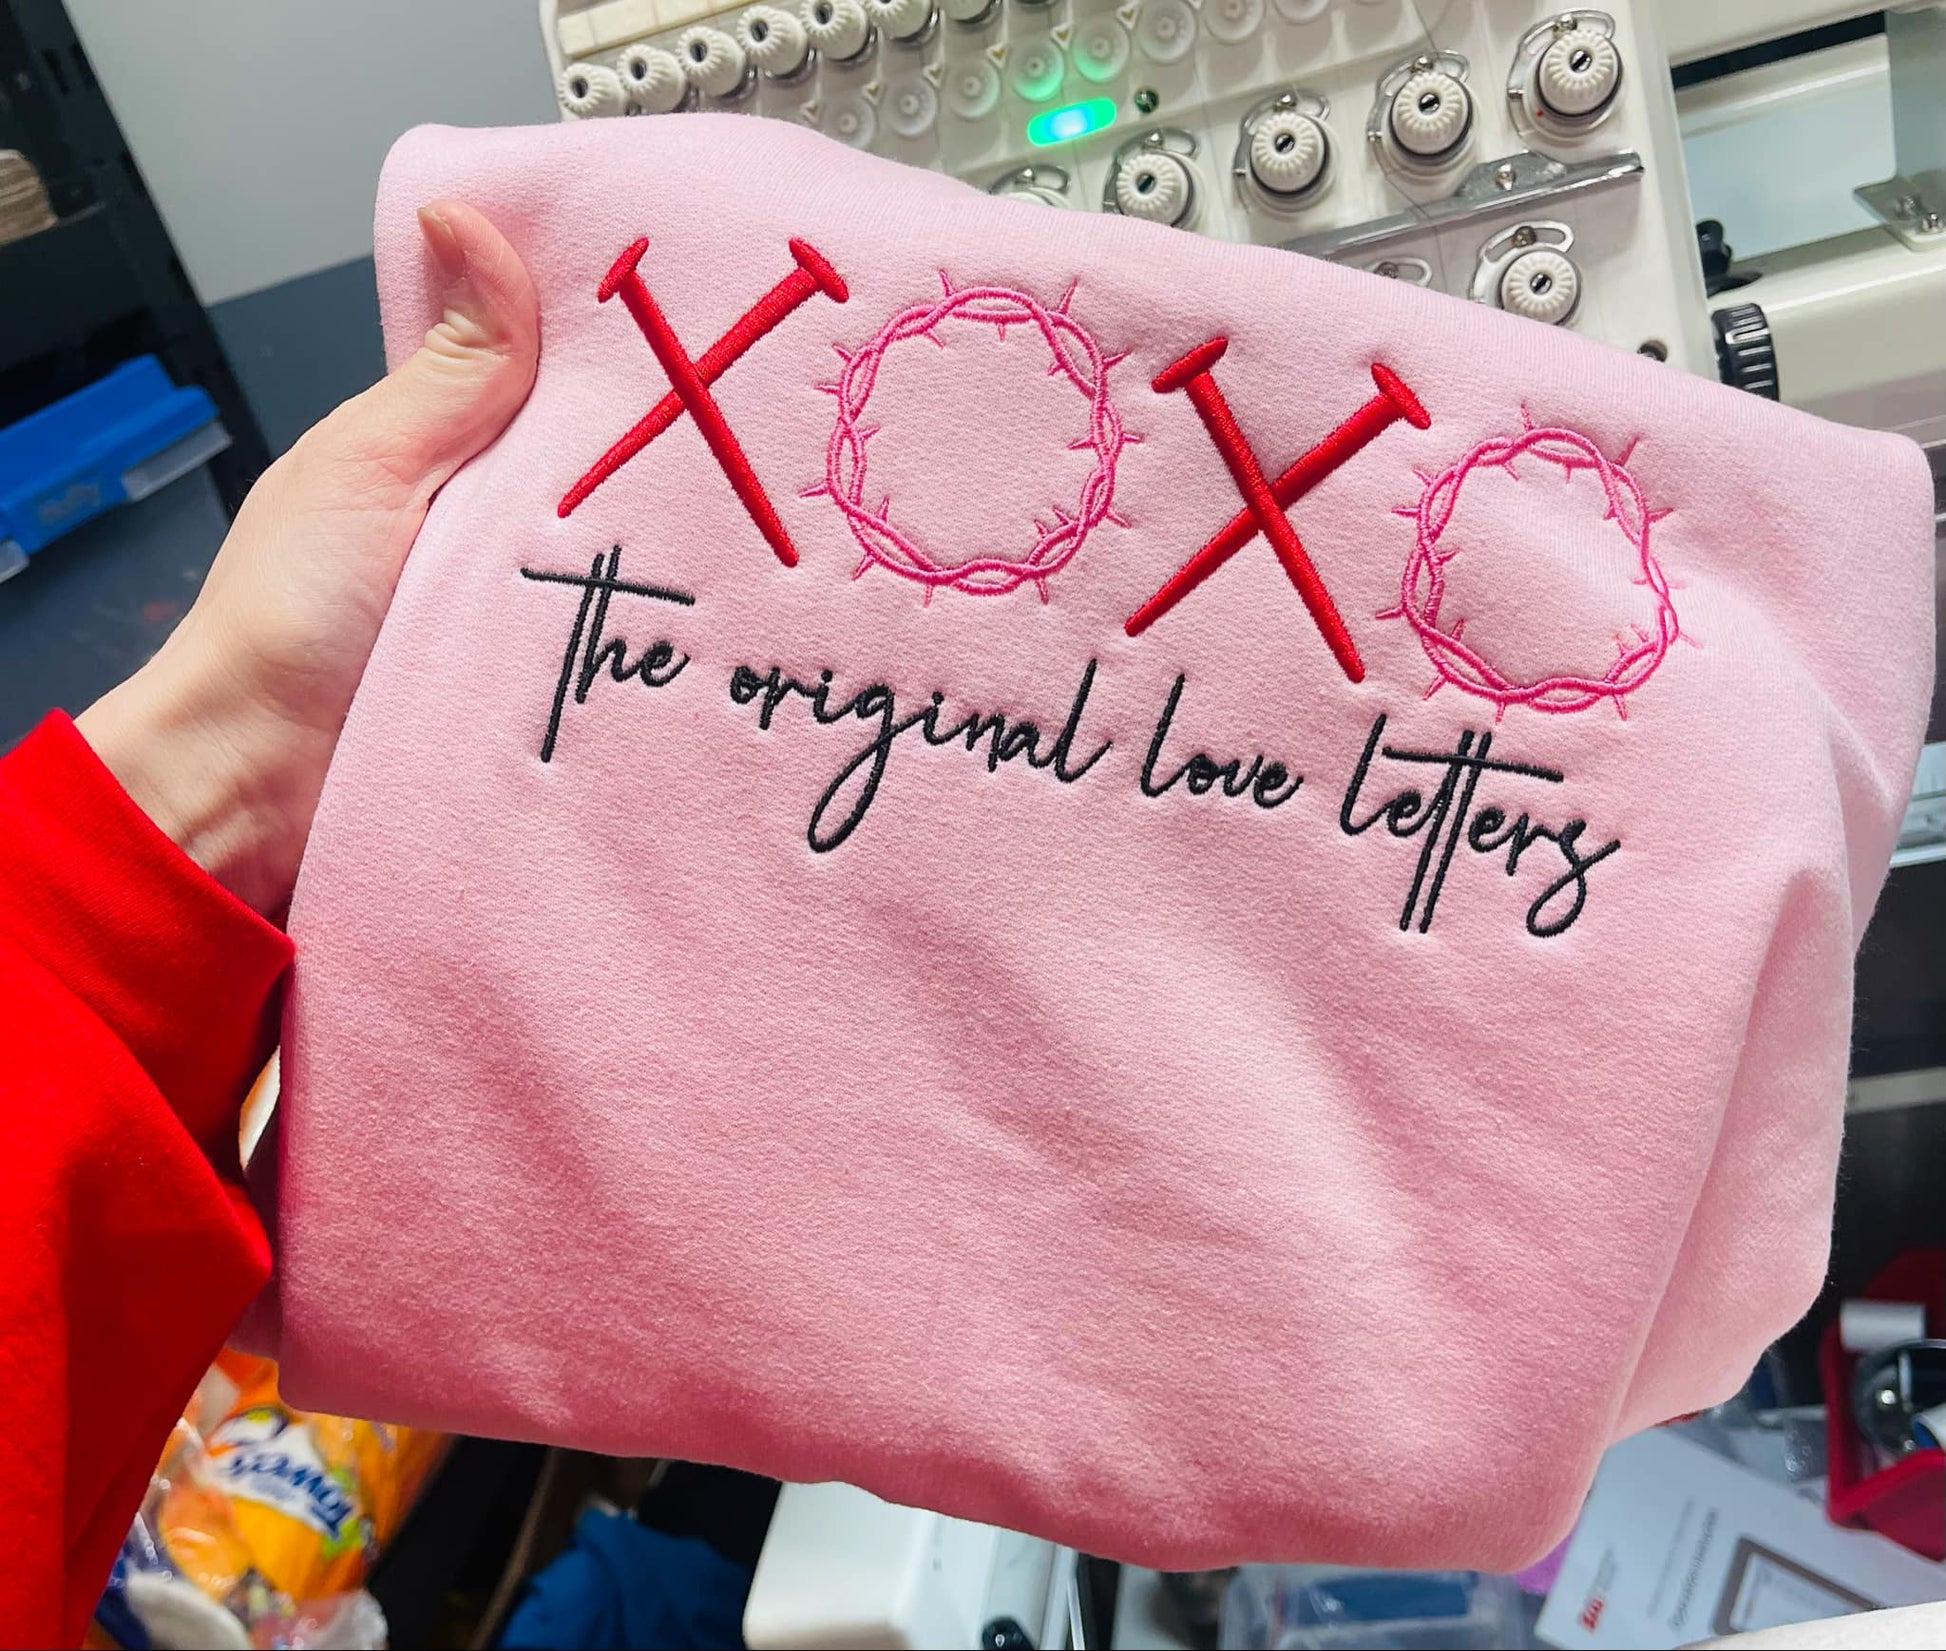 XOXO
the original love letters